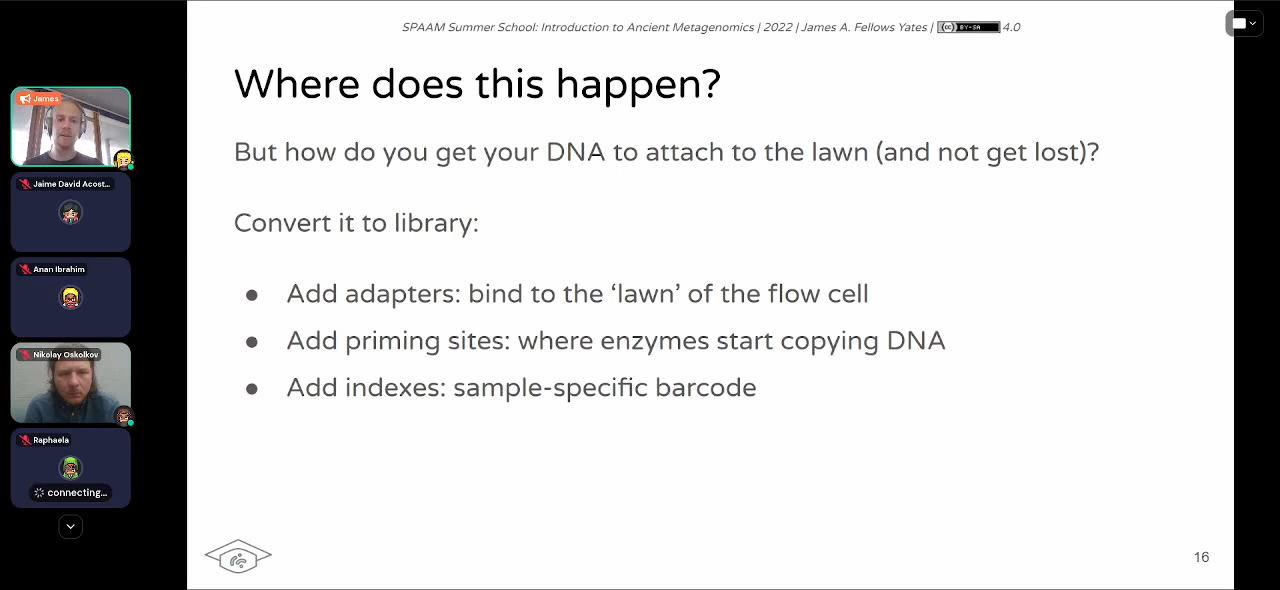 SPAAM Summer School: Introduction to Ancient Metagenomics | 2022 | James A. Fellows Yates | (cc) BY-SA 4.0
Where does this happen?
But how do you get your DNA to attach to the lawn (and not get lost)?
Convert it to library:
● Add adapters: bind to the ‘lawn’ of the flow cell
● Add priming sites: where enzymes start copying DNA
● Add indexes: sample-specific barcode
16
James
Jaime David Acost...
Anan Ibrahim
Nikolay Oskolkov
Raphaela
connecting...